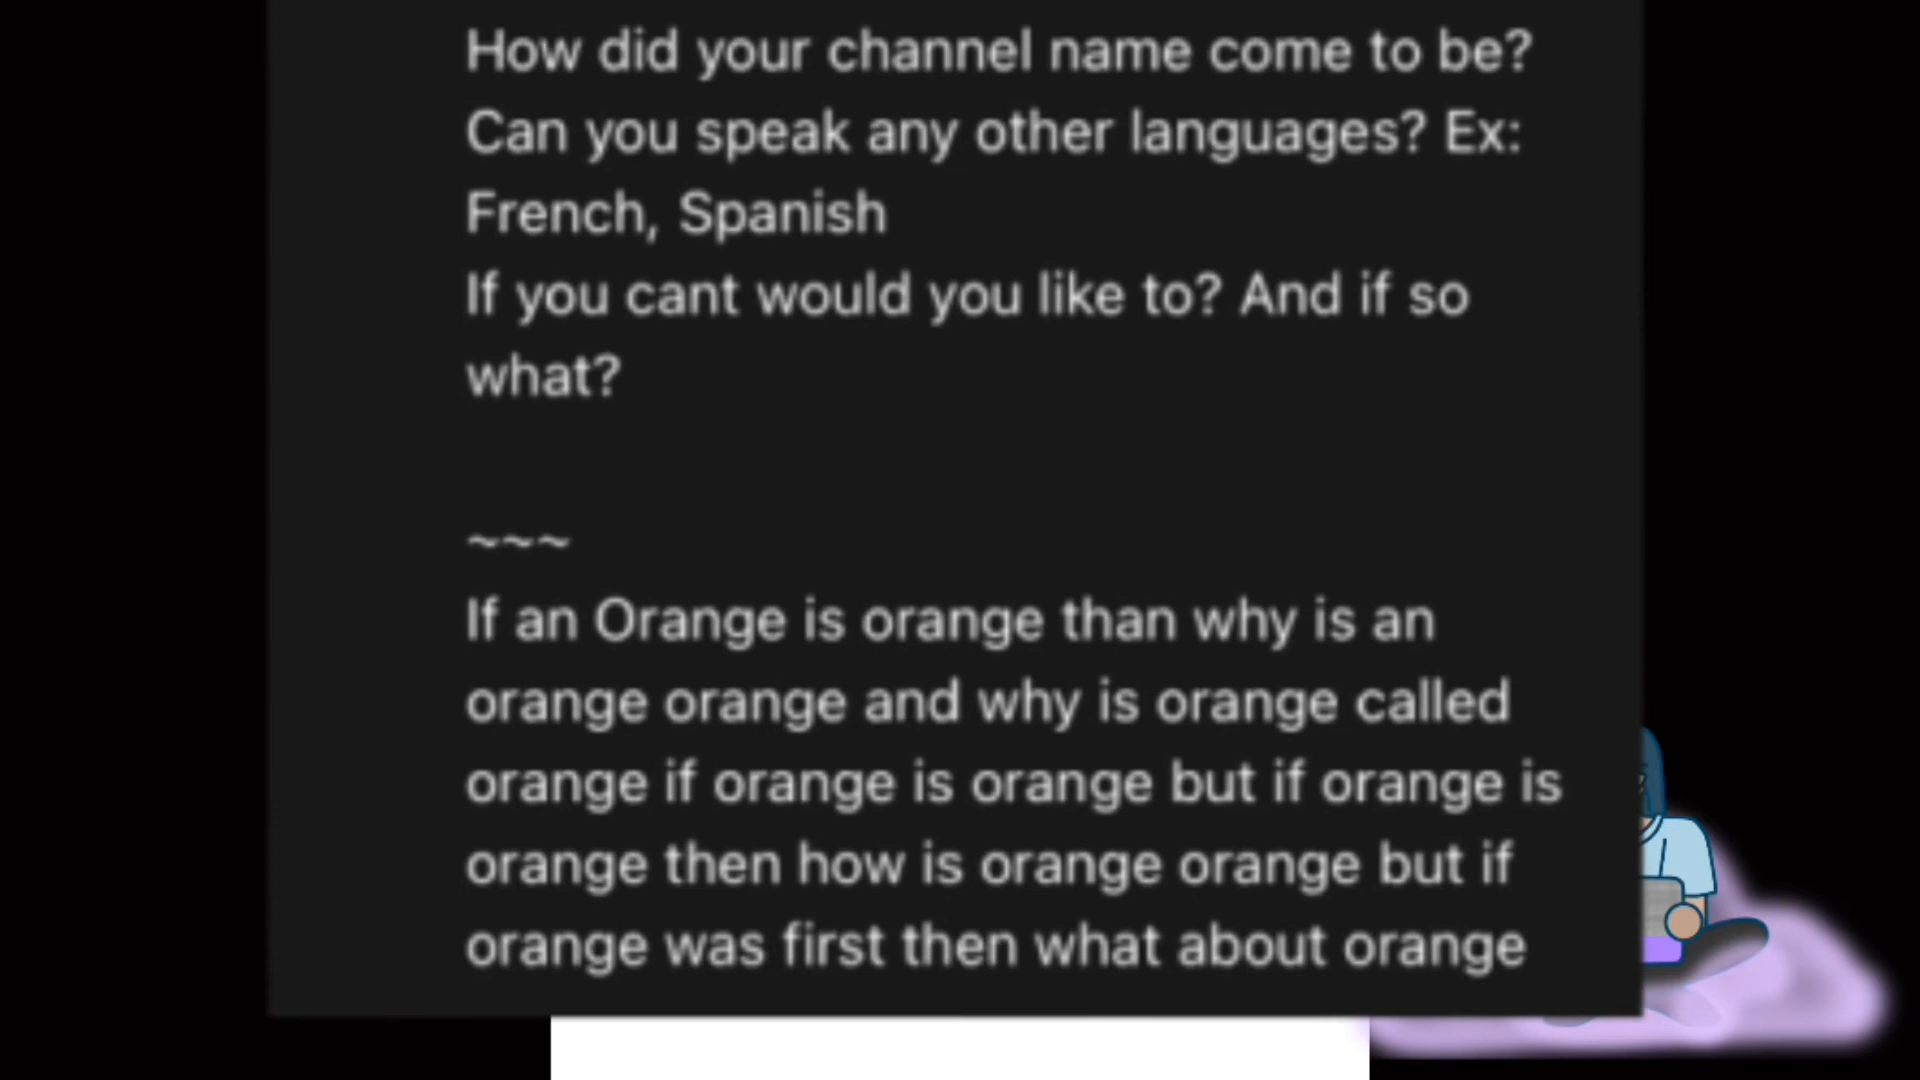 How did your channel name come to be?
Can you speak any other languages? Ex:
French, Spanish
If you cant would you like to? And if so
what?
~~~
If an Orange is orange than why is an
orange orange and why is orange called
orange if orange is orange but if orange is
orange then how is orange orange but if
orange was first then what about orange